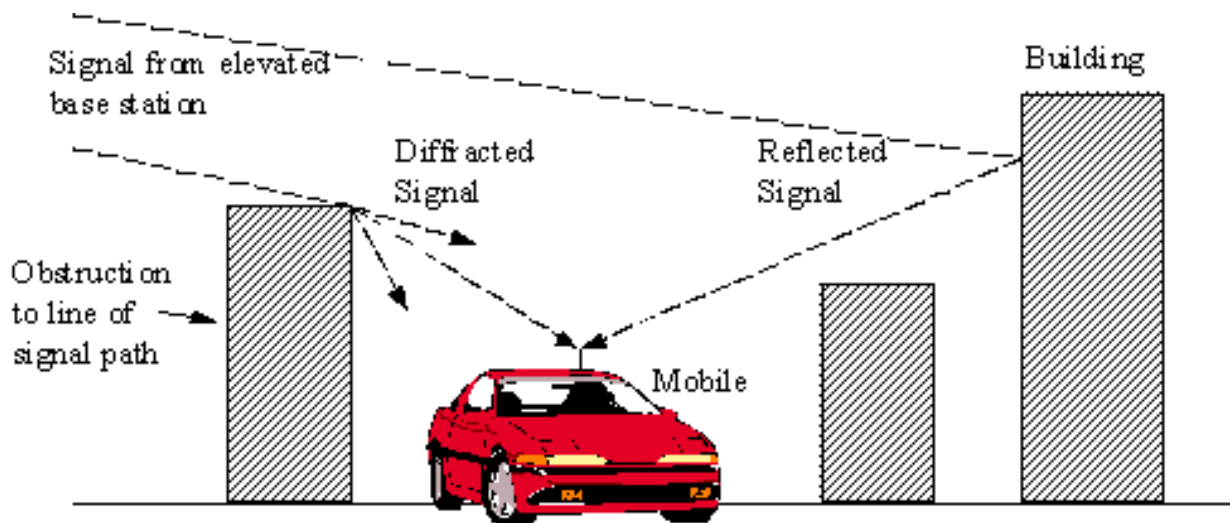 Signal from elevated
base station
Building
Diffracted
Signal
Reflected
Signal
Obstruction
to line of
signal path
Mobile